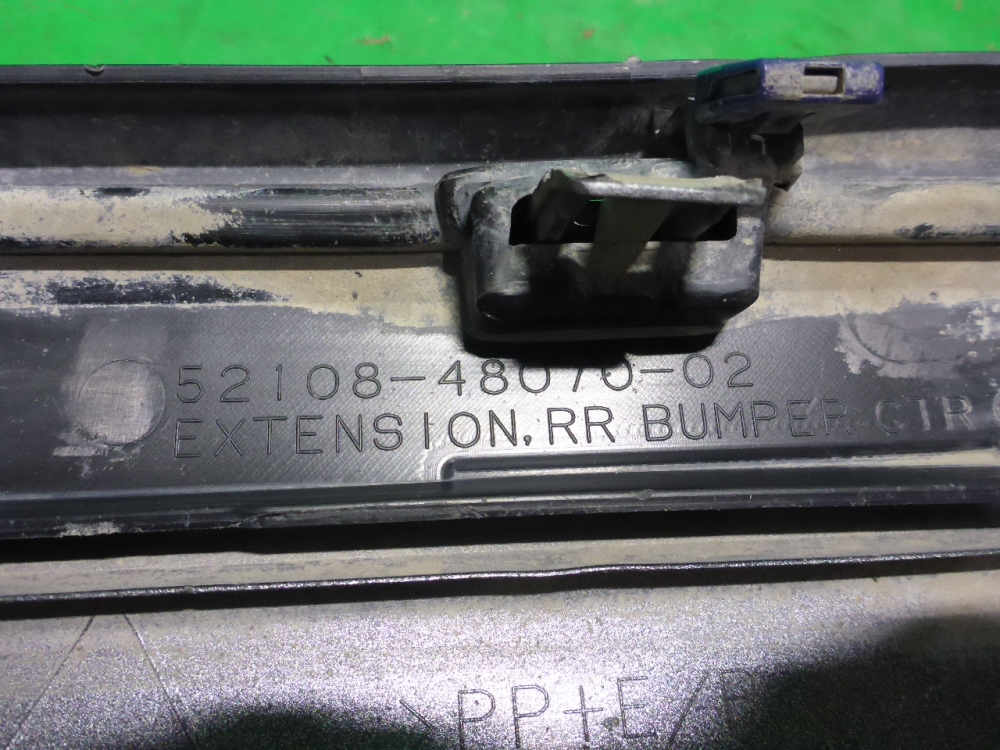 52108-48070-02
EXTENSION, RR BUMPER CTR
>PP+E/P